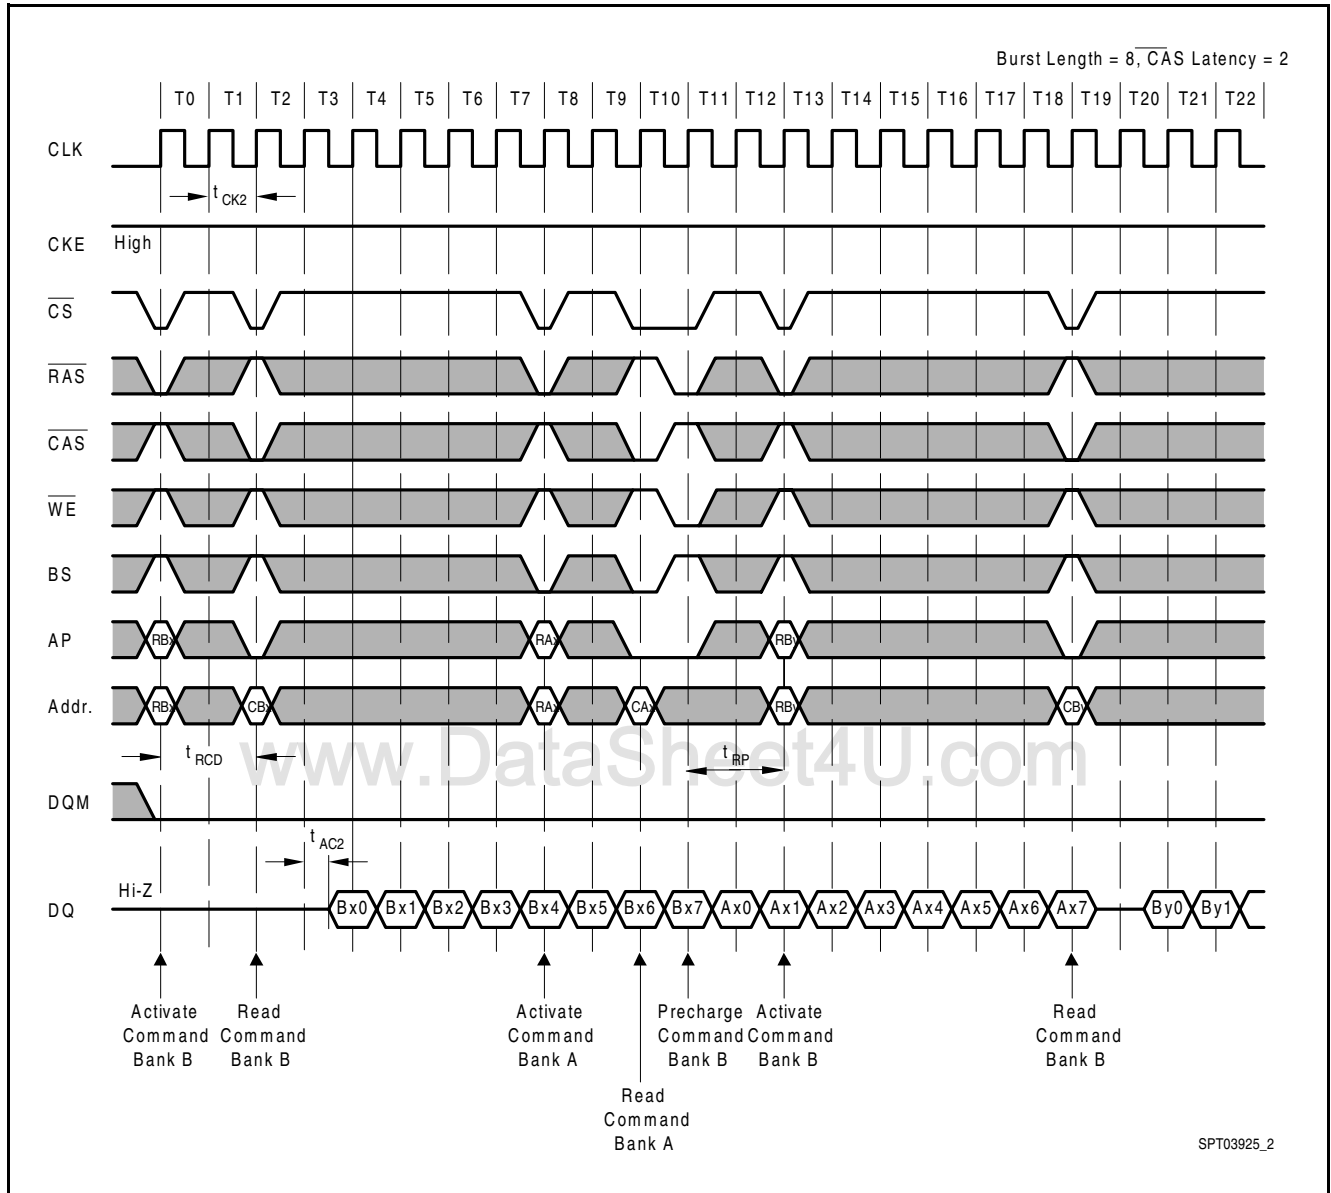 Burst Length = 8, CAS Latency = 2
T0 T1 T2 T3 T4 T5 T6 T7 T8 T9 T10 T11 T12 T13 T14 T15 T16 T17 T18 T19 T20 T21 T22
CLK
t CK2
CKE High
CS
RAS
CAS
WE
BS
AP RBx RAx RBy
Addr. RBx CBx RAx CAx RBy CBy
www.DataSheet4U.com
t RCD t RP
DQM
t AC2
Hi-Z
DQ Bx0 Bx1 Bx2 Bx3 Bx4 Bx5 Bx6 Bx7 Ax0 Ax1 Ax2 Ax3 Ax4 Ax5 Ax6 Ax7 By0 By1
Activate Read Activate Precharge Activate Read
Command Command Command Command Command Command
Bank B Bank B Bank A Bank B Bank B Bank B
Read
Command
Bank A
SPT03925_2